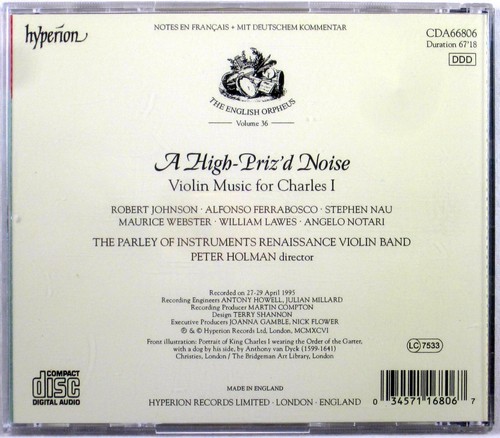 NOTES EN FRANÇAIS + MIT DEUTSCHEM KOMMENTAR
hyperion
CDA66806
Duration 67'18
DDD
THE ENGLISH ORPHEUS
Volume 36
A High-Priz'd Noise
Violin Music for Charles I
ROBERT JOHNSON · ALFONSO FERRABOSCO · STEPHEN NAU
MAURICE WEBSTER · WILLIAM LAWES · ANGELO NOTARI
THE PARLEY OF INSTRUMENTS RENAISSANCE VIOLIN BAND
PETER HOLMAN director
Recorded on 27-29 April 1995
Recording Engineers ANTONY HOWELL, JULIAN MILLARD
Recording Producer MARTIN COMPTON
Design TERRY SHANNON
Executive Producers JOANNA GAMBLE, NICK FLOWER
℗ & © Hyperion Records Ltd, London, MCMXCVI
Front illustration: Portrait of King Charles I wearing the Order of the Garter,
with a dog by his side, by Anthony van Dyck (1599-1641)
Christies, London / The Bridgeman Art Library, London
LC 7533
COMPACT
disc
DIGITAL AUDIO
MADE IN ENGLAND
HYPERION RECORDS LIMITED · LONDON · ENGLAND
0 34571 16806 7